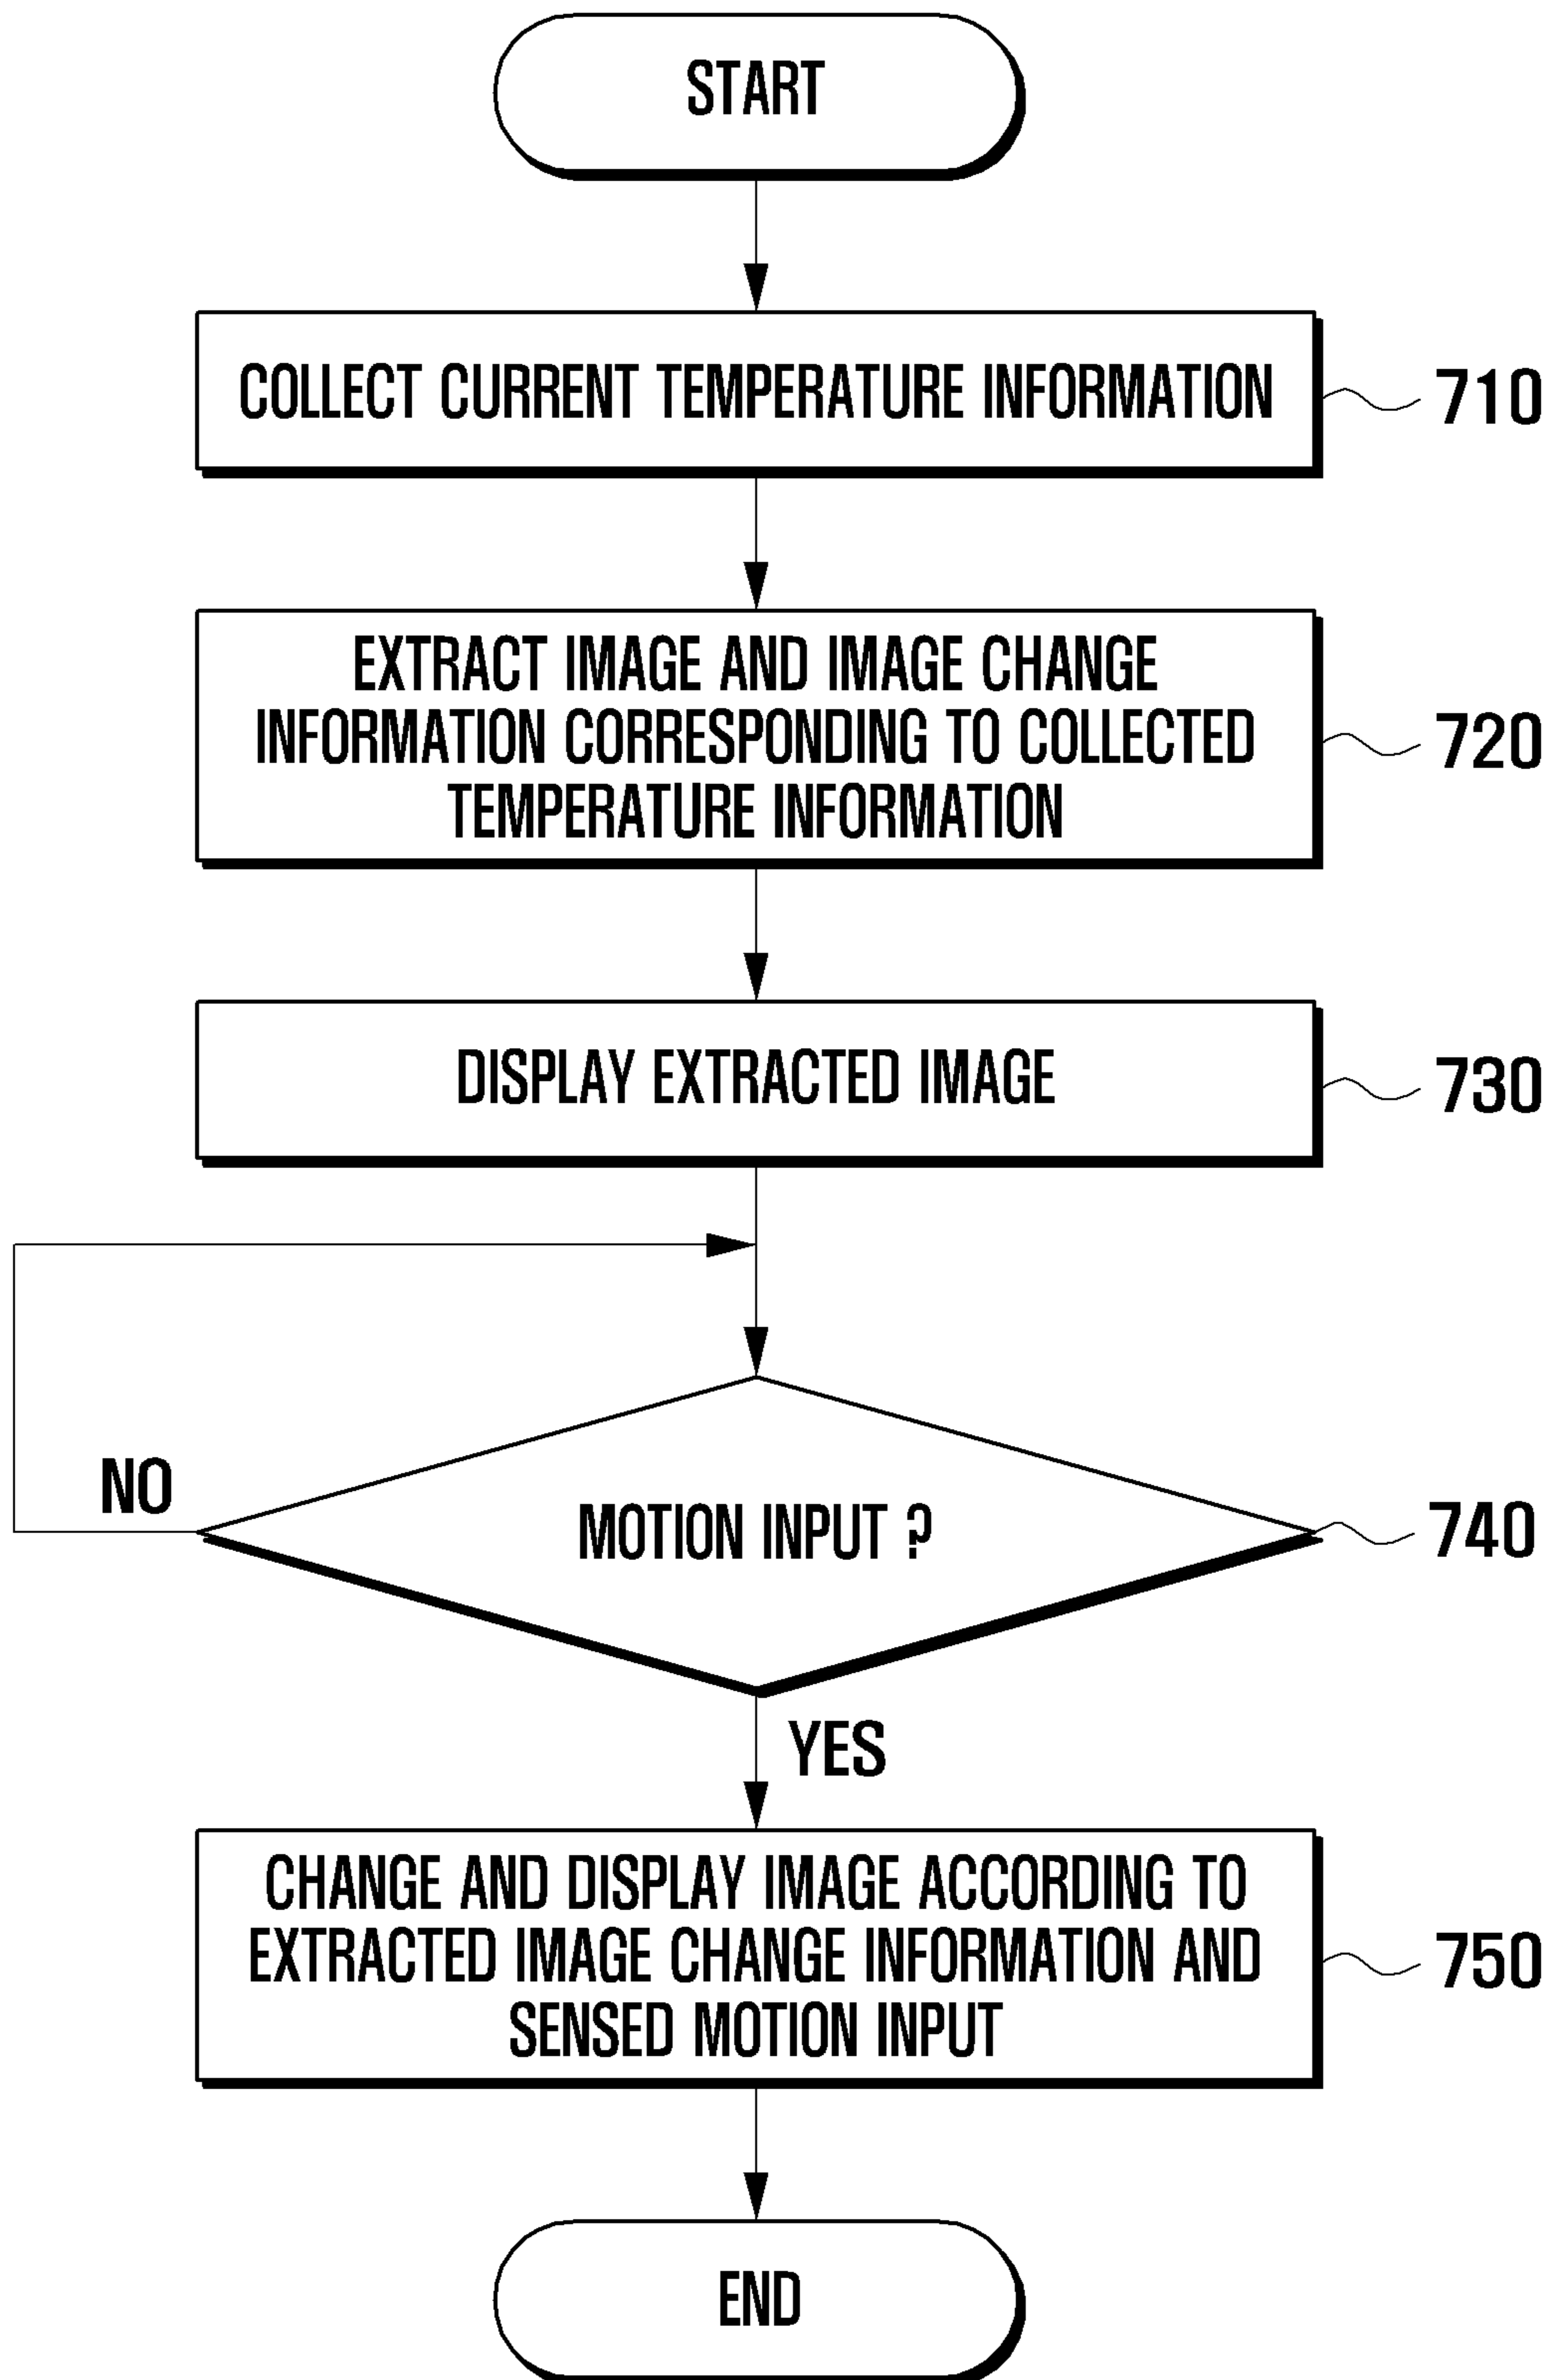 START
COLLECT CURRENT TEMPERATURE INFORMATION
710
EXTRACT IMAGE AND IMAGE CHANGE
INFORMATION CORRESPONDING TO COLLECTED
TEMPERATURE INFORMATION
720
DISPLAY EXTRACTED IMAGE
730
NO
MOTION INPUT ?
740
YES
CHANGE AND DISPLAY IMAGE ACCORDING TO
EXTRACTED IMAGE CHANGE INFORMATION AND
SENSED MOTION INPUT
750
END